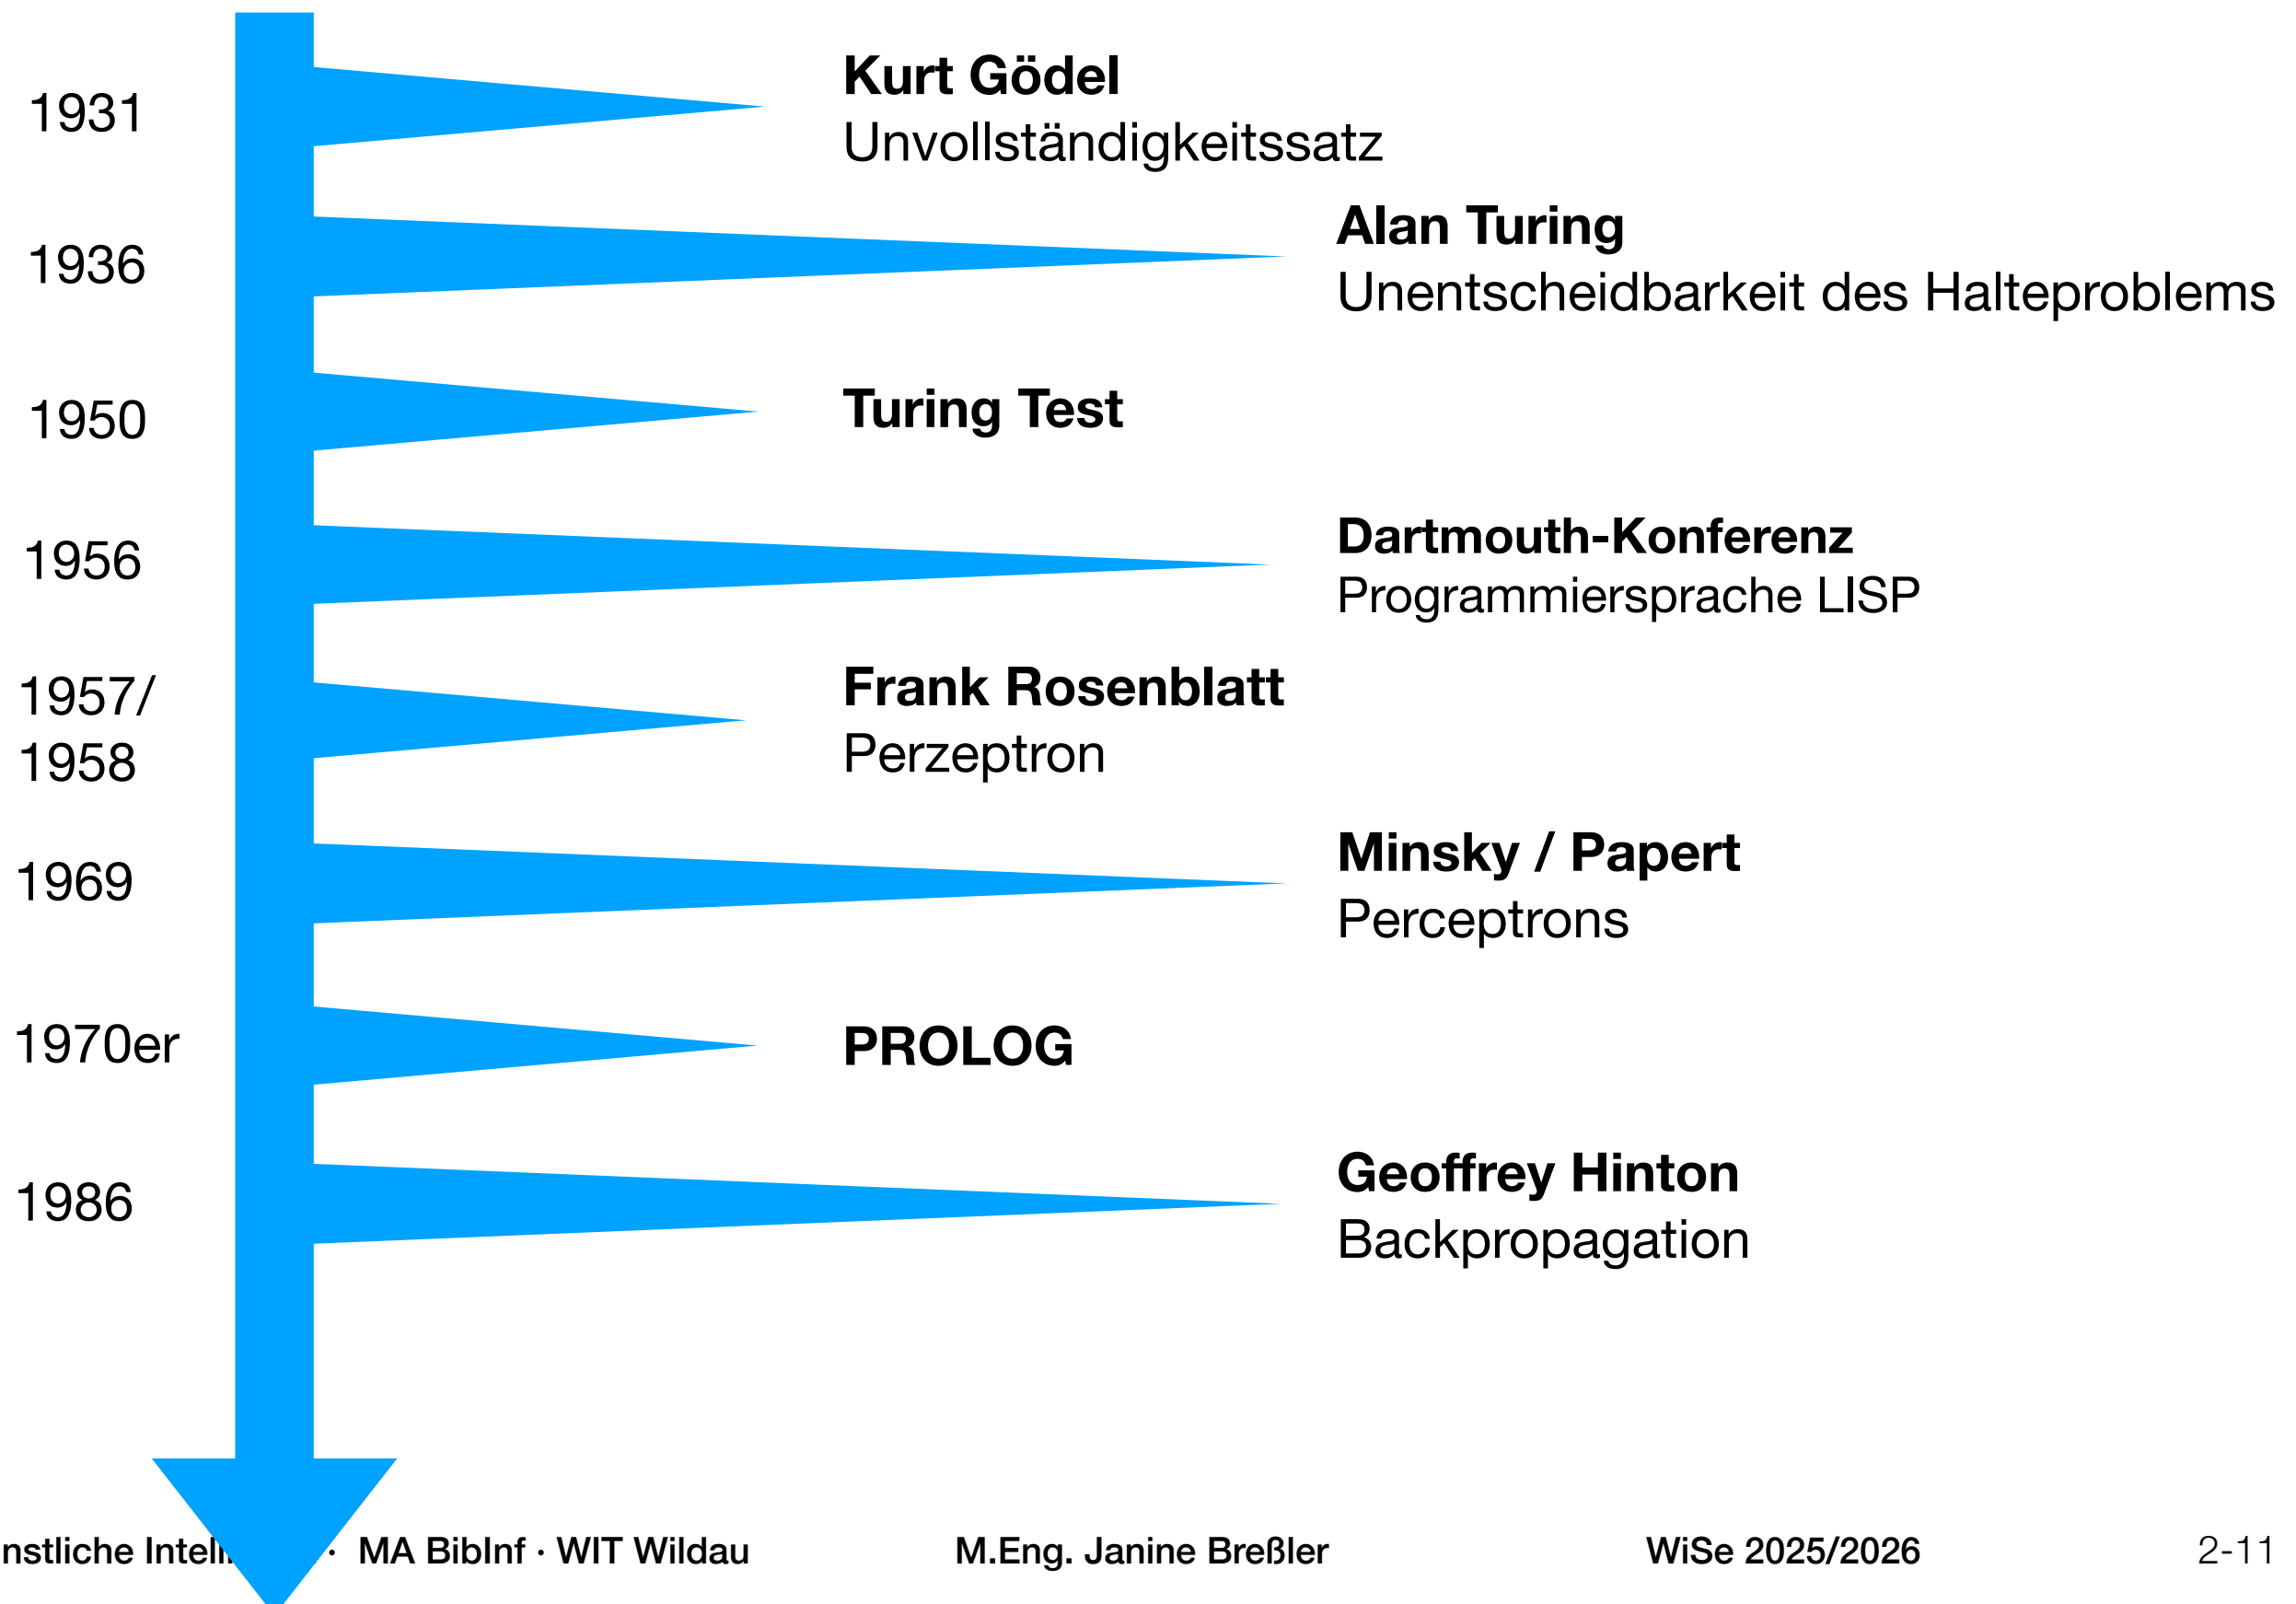 1931
Kurt Gödel
Unvollständigkeitssatz
1936
Alan Turing
Unentscheidbarkeit des Halteproblems
1950
Turing Test
1956
Dartmouth-Konferenz
Programmiersprache LISP
1957/
1958
Frank Rosenblatt
Perzeptron
1969
Minsky / Papert
Perceptrons
1970er
PROLOG
1986
Geoffrey Hinton
Backpropagation
nstliche · MA BibInf · WIT Wildau
M.Eng. Janine Breßler
WiSe 2025/2026
2-11